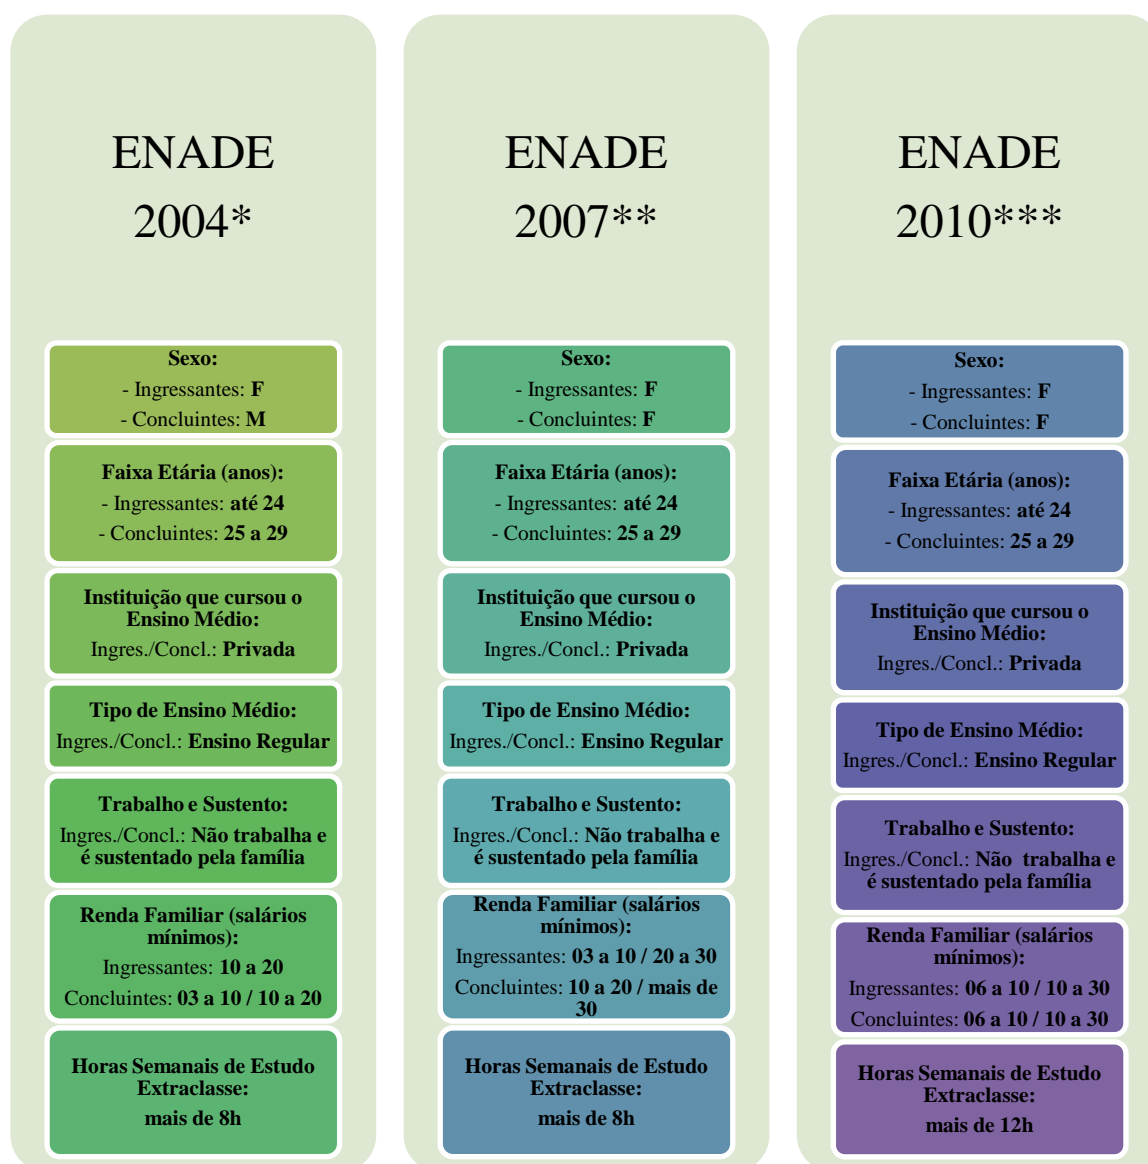 ENADE
2004*
Sexo:
- Ingressantes: F
- Concluintes: M
Faixa Etária (anos):
- Ingressantes: até 24
- Concluintes: 25 a 29
Instituição que cursou o
Ensino Médio:
Ingres./Concl.: Privada
Tipo de Ensino Médio:
Ingres./Concl.: Ensino Regular
Trabalho e Sustento:
Ingres./Concl.: Não trabalha e
é sustentado pela família
Renda Familiar (salários
mínimos):
Ingressantes: 10 a 20
Concluintes: 03 a 10 / 10 a 20
Horas Semanais de Estudo
Extraclasse:
mais de 8h
ENADE
2007**
Sexo:
- Ingressantes: F
- Concluintes: F
Faixa Etária (anos):
- Ingressantes: até 24
- Concluintes: 25 a 29
Instituição que cursou o
Ensino Médio:
Ingres./Concl.: Privada
Tipo de Ensino Médio:
Ingres./Concl.: Ensino Regular
Trabalho e Sustento:
Ingres./Concl.: Não trabalha e
é sustentado pela família
Renda Familiar (salários
mínimos):
Ingressantes: 03 a 10 / 20 a 30
Concluintes: 10 a 20 / mais de
30
Horas Semanais de Estudo
Extraclasse:
mais de 8h
ENADE
2010***
Sexo:
- Ingressantes: F
- Concluintes: F
Faixa Etária (anos):
- Ingressantes: até 24
- Concluintes: 25 a 29
Instituição que cursou o
Ensino Médio:
Ingres./Concl.: Privada
Tipo de Ensino Médio:
Ingres./Concl.: Ensino Regular
Trabalho e Sustento:
Ingres./Concl.: Não trabalha e
é sustentado pela família
Renda Familiar (salários
mínimos):
Ingressantes: 06 a 10 / 10 a 30
Concluintes: 06 a 10 / 10 a 30
Horas Semanais de Estudo
Extraclasse:
mais de 12h